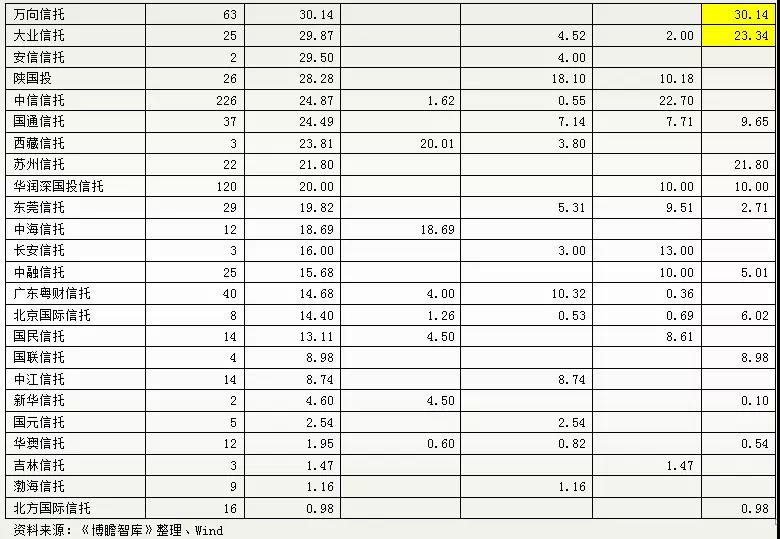 万向信托 63 30.14 30.14
大业信托 25 29.87 4.52 2.00 23.34
安信信托 2 29.50 4.00
陕国投 26 28.28 18.10 10.18
中信信托 226 24.87 1.62 0.55 22.70
国通信托 37 24.49 7.14 7.71 9.65
西藏信托 3 23.81 20.01 3.80
苏州信托 22 21.80 21.80
华润深国投信托 120 20.00 10.00 10.00
东莞信托 29 19.82 5.31 9.51 2.71
中海信托 12 18.69 18.69
长安信托 3 16.00 3.00 13.00
中融信托 25 15.68 10.00 5.01
广东粤财信托 40 14.68 4.00 10.32 0.36
北京国际信托 8 14.40 1.26 0.53 0.69 6.02
国民信托 14 13.11 4.50 8.61
国联信托 4 8.98 8.98
中江信托 14 8.74 8.74
新华信托 2 4.60 4.50 0.10
国元信托 5 2.54 2.54
华澳信托 12 1.95 0.60 0.82 0.54
吉林信托 3 1.47 1.47
渤海信托 9 1.16 1.16
北方国际信托 16 0.98 0.98
资料来源：《博瞻智库》整理、Wind